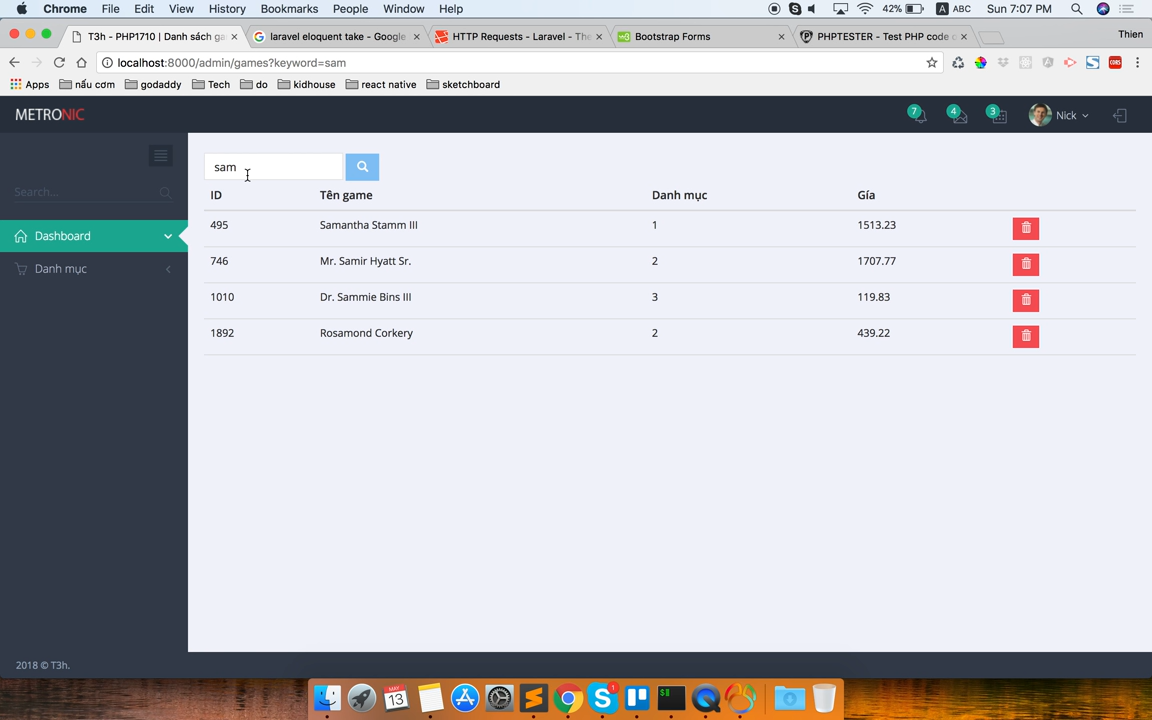 Chrome File Edit View History Bookmarks People Window Help 42% A ABC Sun 7:07 PM
T3h - PHP1710 | Danh sách ga laravel eloquent take - Google HTTP Requests - Laravel - The Bootstrap Forms PHPTESTER - Test PHP code o Thien
localhost:8000/admin/games?keyword=sam
Apps nấu cơm godaddy Tech do kidhouse react native sketchboard
METRONIC 7 4 3 Nick
sam
Search...
ID Tên game Danh mục Gía
495 Samantha Stamm III 1 1513.23
Dashboard
746 Mr. Samir Hyatt Sr. 2 1707.77
Danh mục
1010 Dr. Sammie Bins III 3 119.83
1892 Rosamond Corkery 2 439.22
2018 © T3h.
MAY
13
1